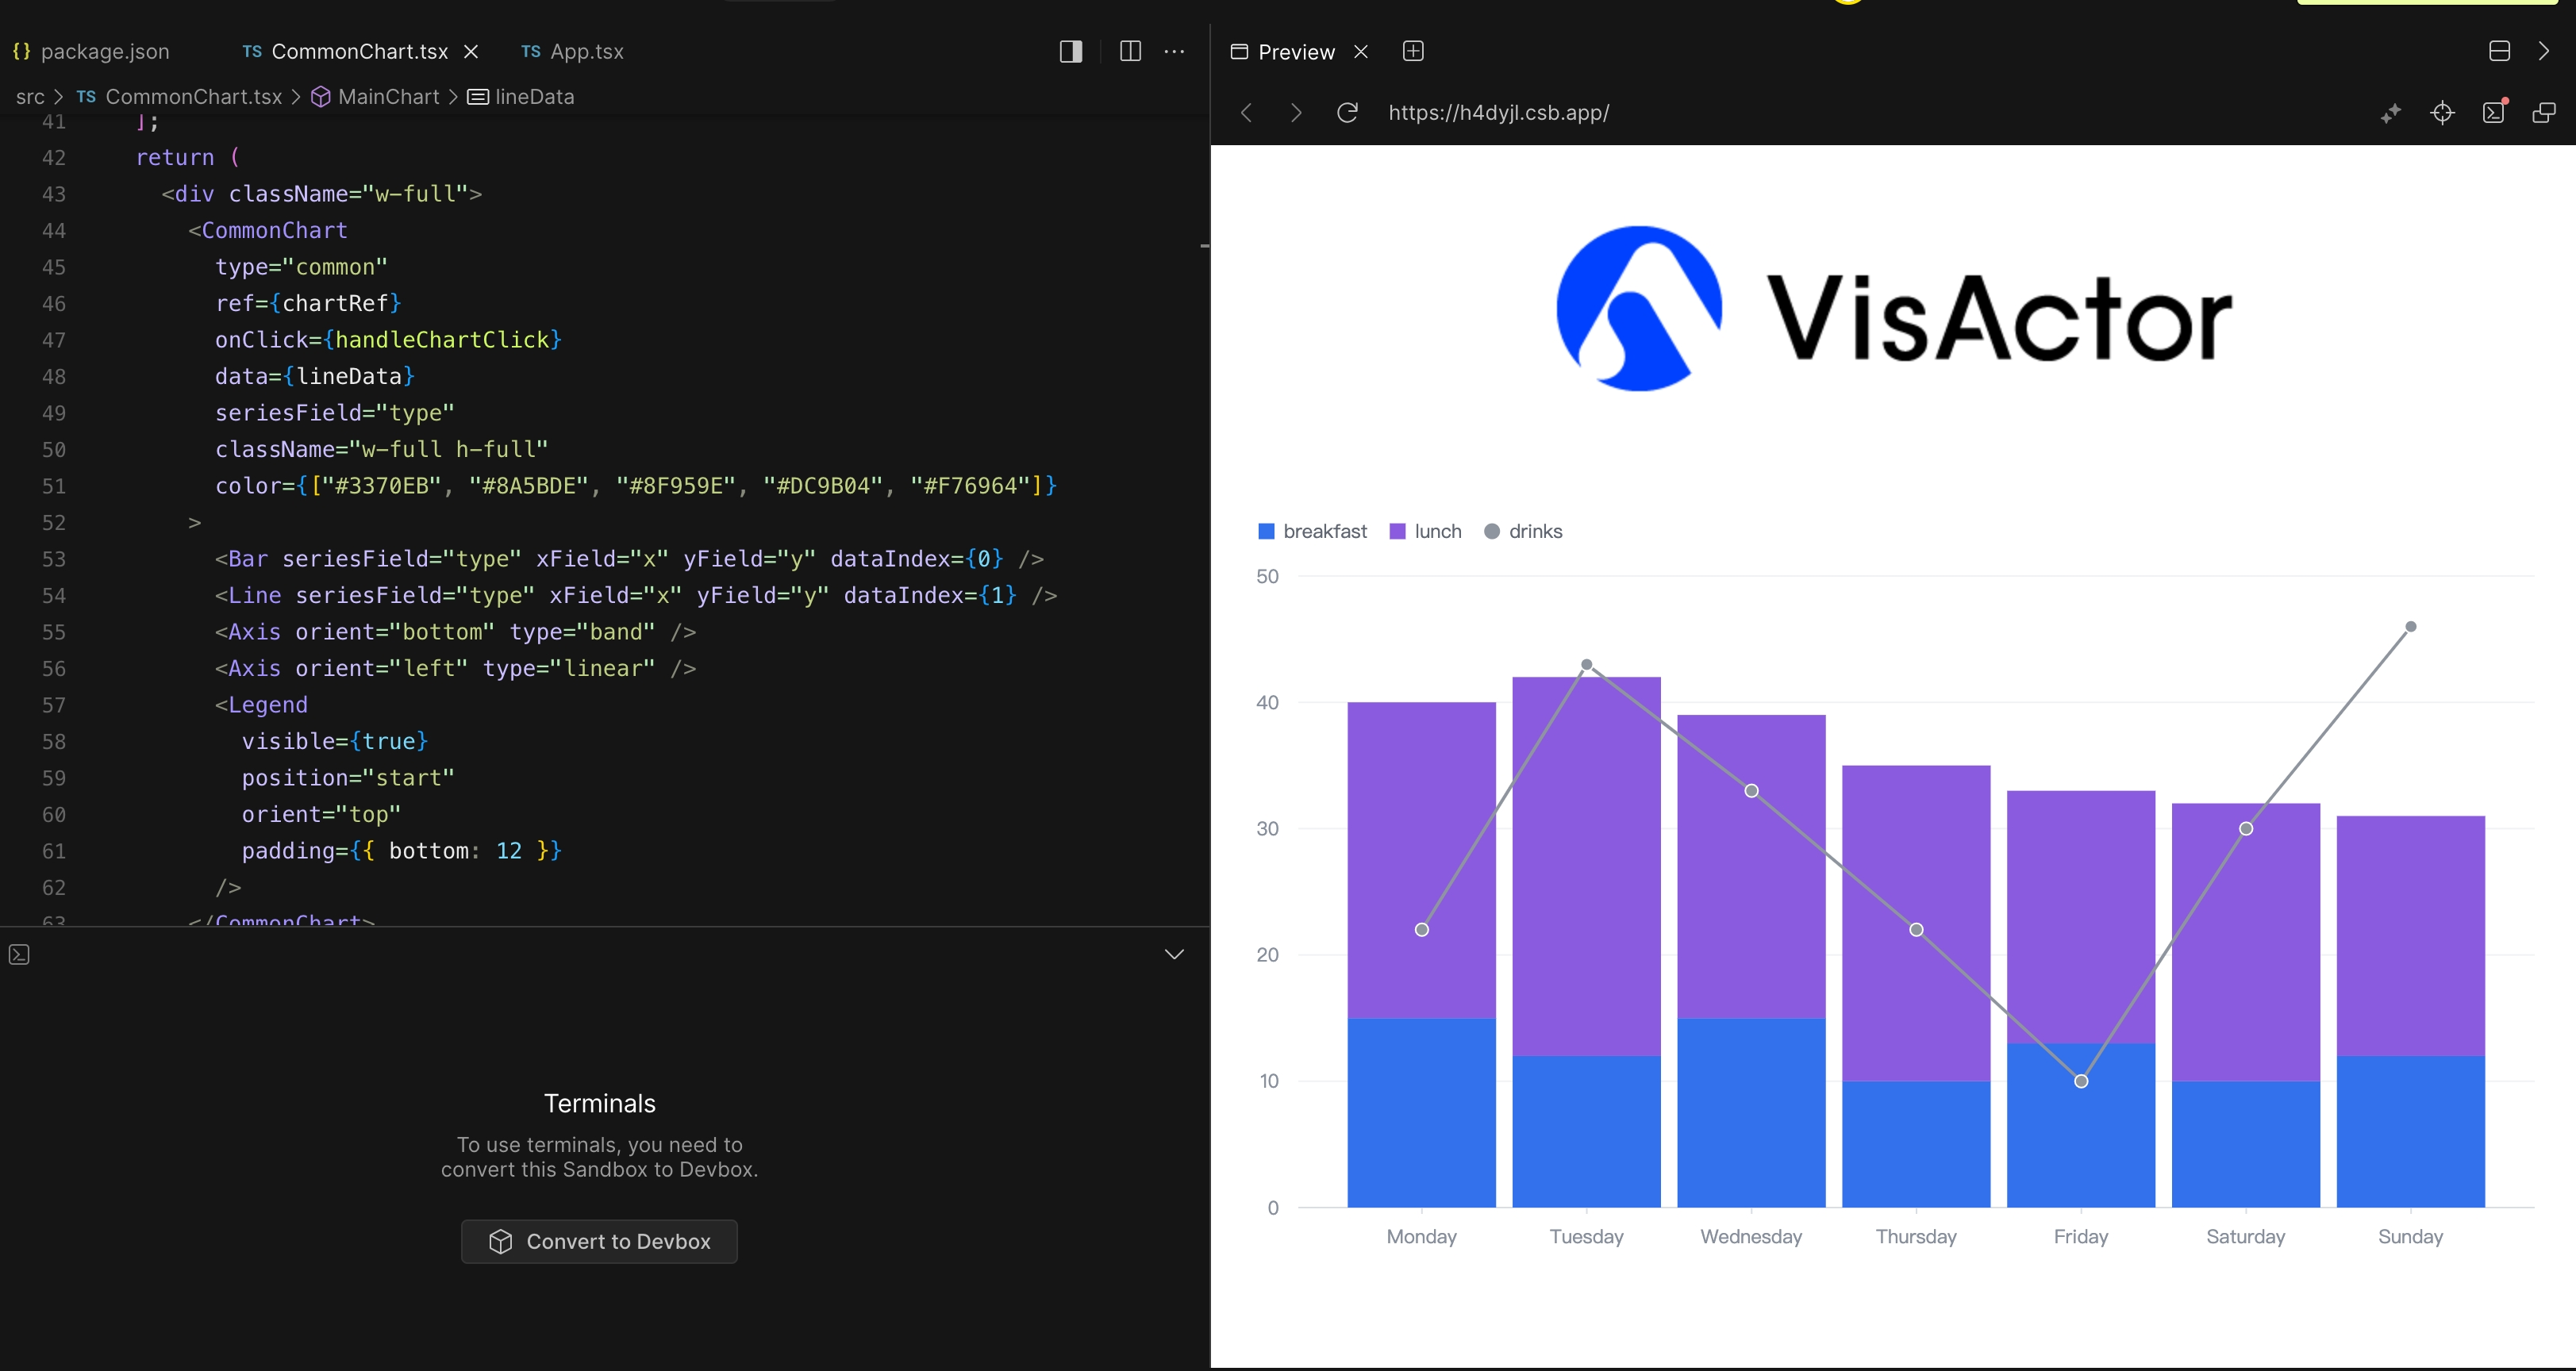 {} package.json TS CommonChart.tsx TS App.tsx
src > TS CommonChart.tsx > MainChart > lineData
41 ];
42 return (
43 <div className="w-full">
44 <CommonChart
45 type="common"
46 ref={chartRef}
47 onClick={handleChartClick}
48 data={lineData}
49 seriesField="type"
50 className="w-full h-full"
51 color={["#3370EB", "#8A5BDE", "#8F959E", "#DC9B04", "#F76964"]}
52 >
53 <Bar seriesField="type" xField="x" yField="y" dataIndex={0} />
54 <Line seriesField="type" xField="x" yField="y" dataIndex={1} />
55 <Axis orient="bottom" type="band" />
56 <Axis orient="left" type="linear" />
57 <Legend
58 visible={true}
59 position="start"
60 orient="top"
61 padding={{ bottom: 12 }}
62 />
63 </CommonChart>
Terminals
To use terminals, you need to
convert this Sandbox to Devbox.
Convert to Devbox
Preview
https://h4dyjl.csb.app/
VisActor
breakfast lunch drinks
50
40
30
20
10
0
Monday Tuesday Wednesday Thursday Friday Saturday Sunday